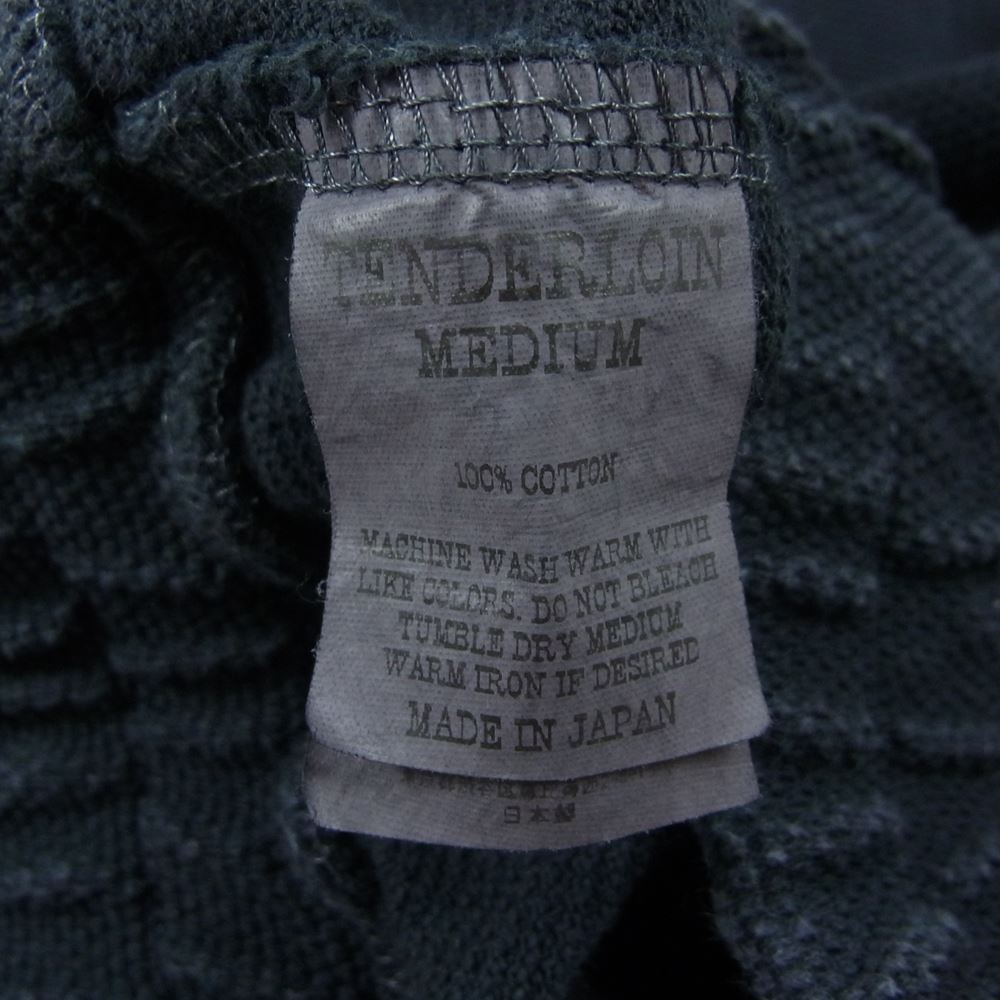 TENDERLOIN
MEDIUM
100% COTTON
MACHINE WASH WARM WITH
LIKE COLORS. DO NOT BLEACH
TUMBLE DRY MEDIUM
WARM IRON IF DESIRED
MADE IN JAPAN
日本製